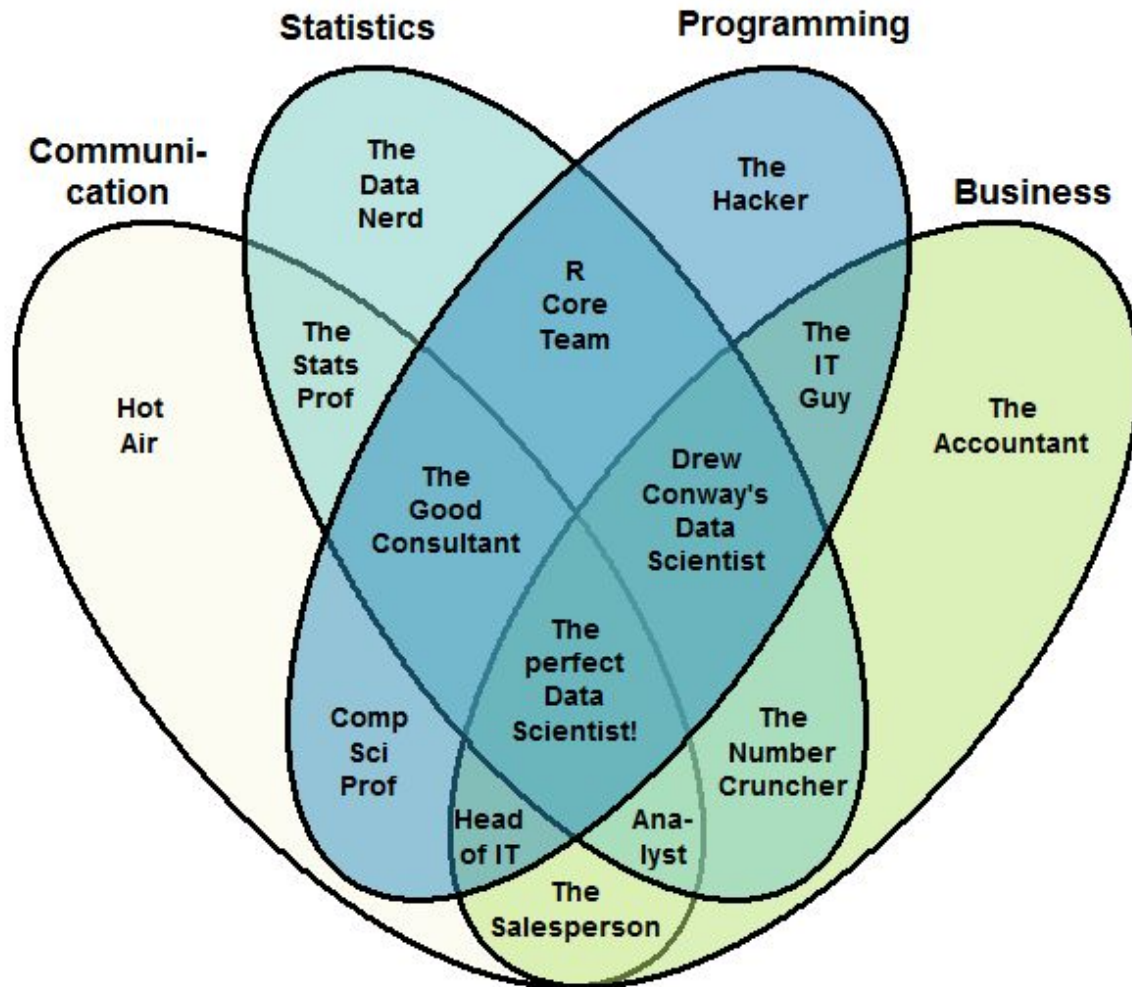 Statistics
Programming
Communi-
cation
Business
The
Data
Nerd
The
Hacker
R
Core
Team
The
Stats
Prof
The
IT
Guy
Hot
Air
The
Accountant
The
Good
Consultant
Drew
Conway's
Data
Scientist
The
perfect
Data
Scientist!
Comp
Sci
Prof
The
Number
Cruncher
Head
of IT
Ana-
lyst
The
Salesperson